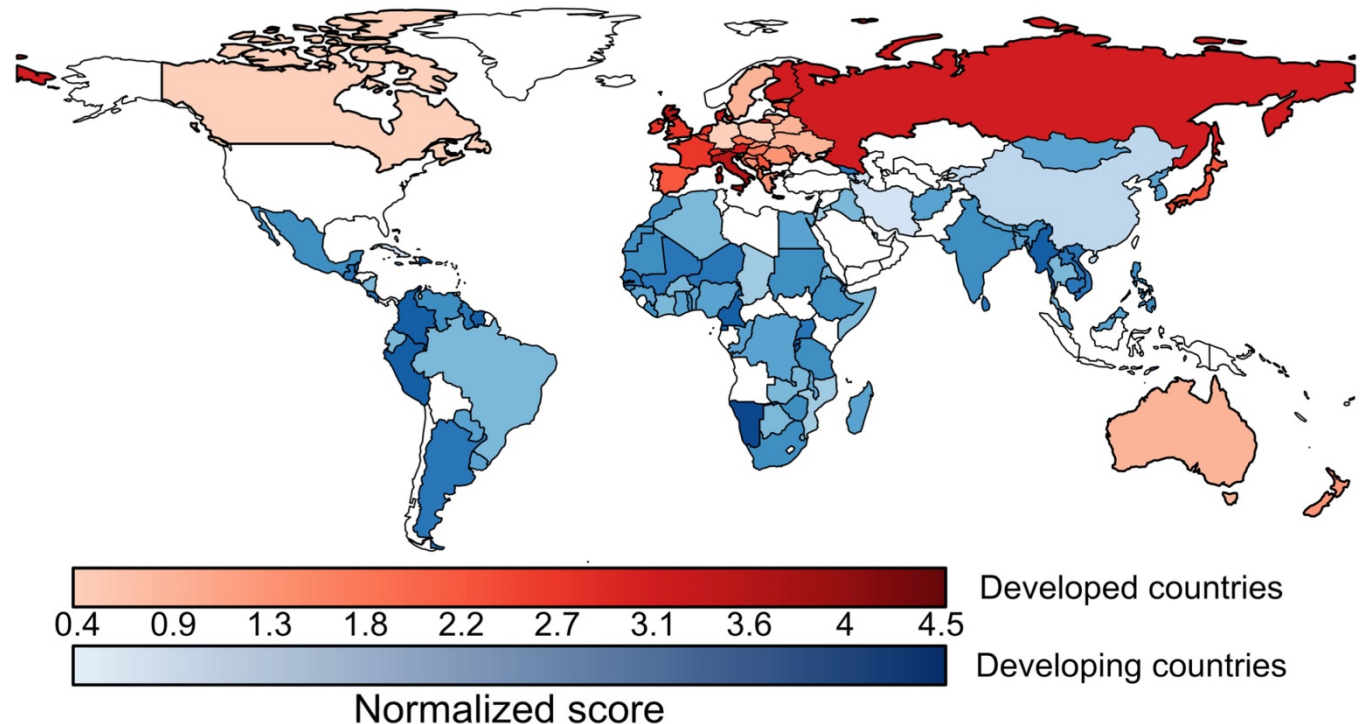 Developed countries
0.4 0.9 1.3 1.8 2.2 2.7 3.1 3.6 4 4.5
Developing countries
Normalized score